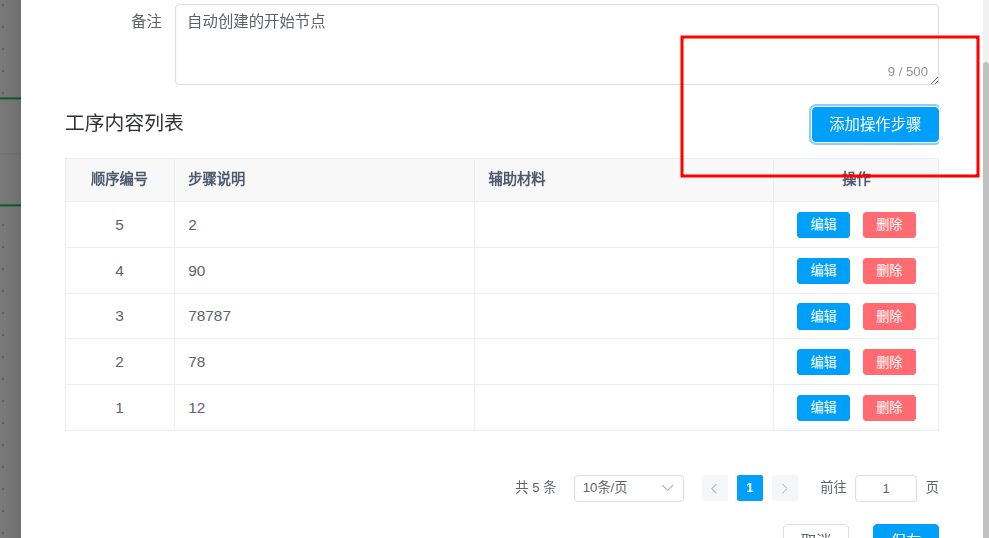 备注 自动创建的开始节点
9 / 500
工序内容列表 添加操作步骤
顺序编号 步骤说明 辅助材料 操作
5 2 编辑 删除
4 90 编辑 删除
3 78787 编辑 删除
2 78 编辑 删除
1 12 编辑 删除
共 5 条 10条/页 1 前往 1 页
取消 保存